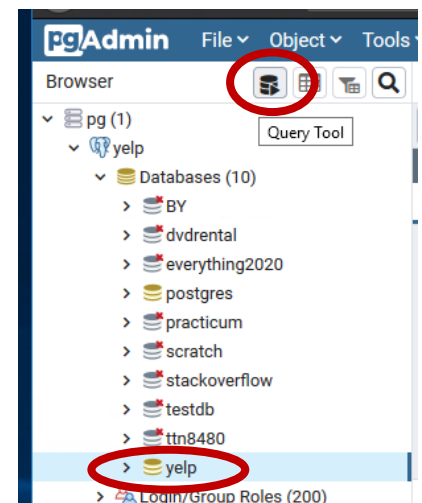 pgAdmin File Object Tools
Browser
Query Tool
pg (1)
yelp
Databases (10)
BY
dvdrental
everything2020
postgres
practicum
scratch
stackoverflow
testdb
ttn8480
yelp
Login/Group Roles (200)